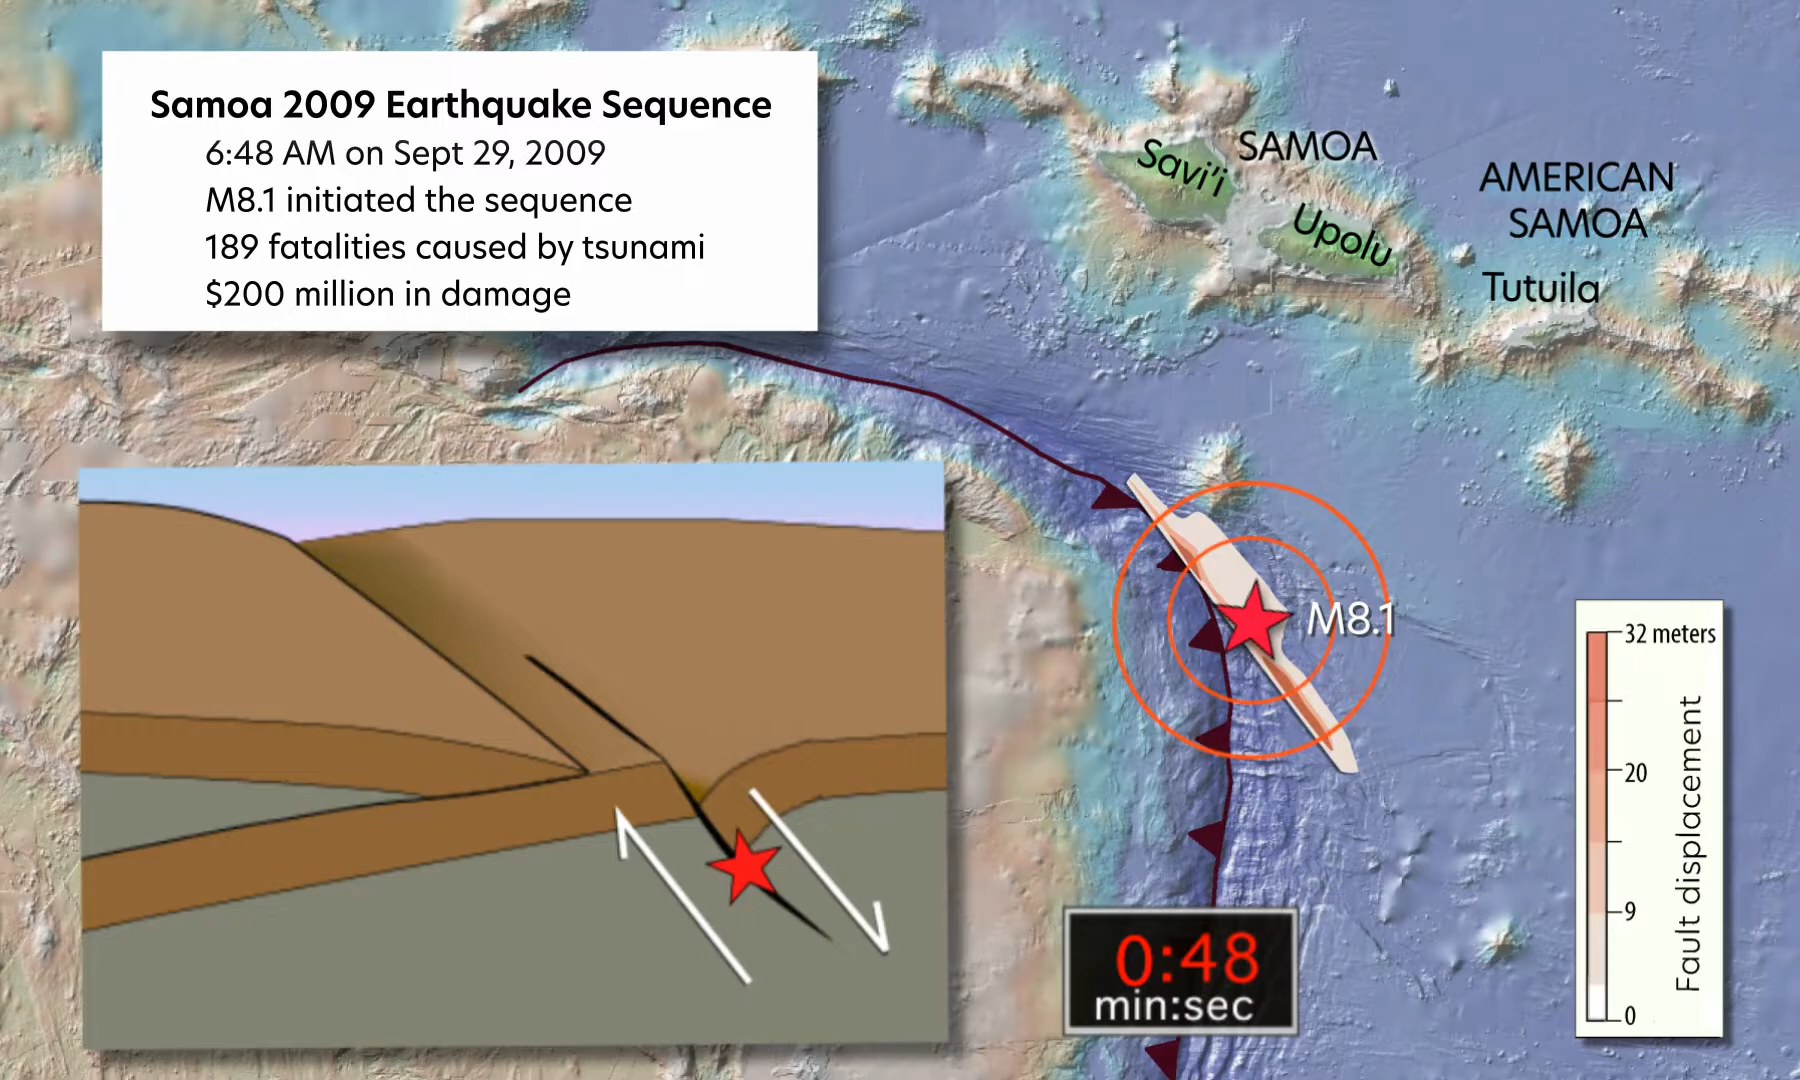 Samoa 2009 Earthquake Sequence
6:48 AM on Sept 29, 2009
M8.1 initiated the sequence
189 fatalities caused by tsunami
$200 million in damage
SAMOA
Savi'i
Upolu
AMERICAN
SAMOA
Tutuila
M8.1
32 meters
20
9
0
Fault displacement
0:48
min:sec